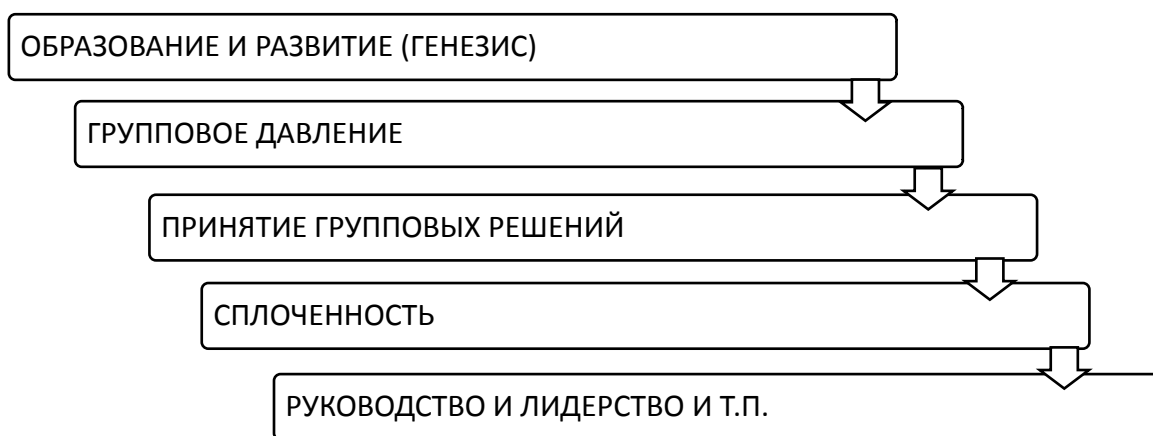 ОБРАЗОВАНИЕ И РАЗВИТИЕ (ГЕНЕЗИС)
ГРУППОВОЕ ДАВЛЕНИЕ
ПРИНЯТИЕ ГРУППОВЫХ РЕШЕНИЙ
СПЛОЧЕННОСТЬ
РУКОВОДСТВО И ЛИДЕРСТВО И Т.П.